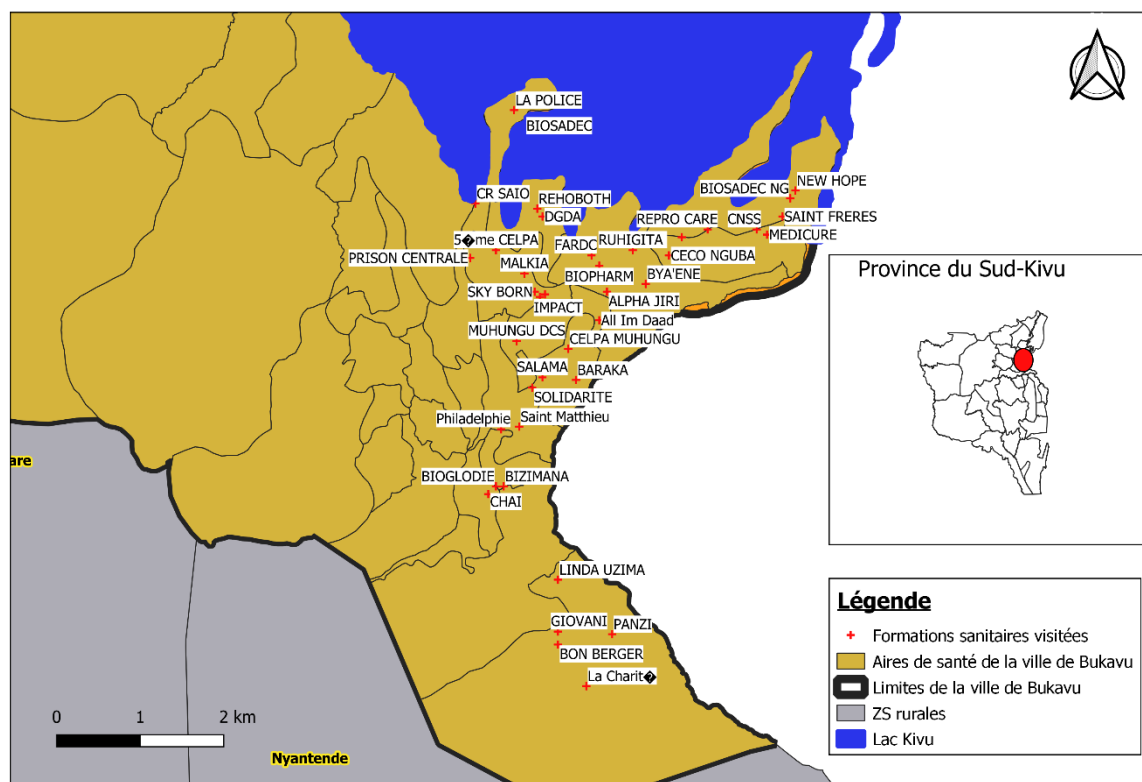 LA POLICE
BIOSADEC
NEW HOPE
BIOSADEC NG
CR SAIO
REHOBOTH
DGDA
SAINT FRERES
REPRO CARE
CNSS
MEDICURE
5�me CELPA
FARDC
RUHIGITA
PRISON CENTRALE
CECO NGUBA
MALKIA
BIOPHARM
BYA'ENE
SKY BORN
IMPACT
ALPHA JIRI
All Im Daad
MUHUNGU DCS
CELPA MUHUNGU
SALAMA
BARAKA
SOLIDARITE
Philadelphie
Saint Matthieu
are
BIOGLODIE
BIZIMANA
CHAI
LINDA UZIMA
GIOVANI
PANZI
BON BERGER
La Charit�
0 1 2 km
Nyantende
Province du Sud-Kivu
Légende
Formations sanitaires visitées
Aires de santé de la ville de Bukavu
Limites de la ville de Bukavu
ZS rurales
Lac Kivu